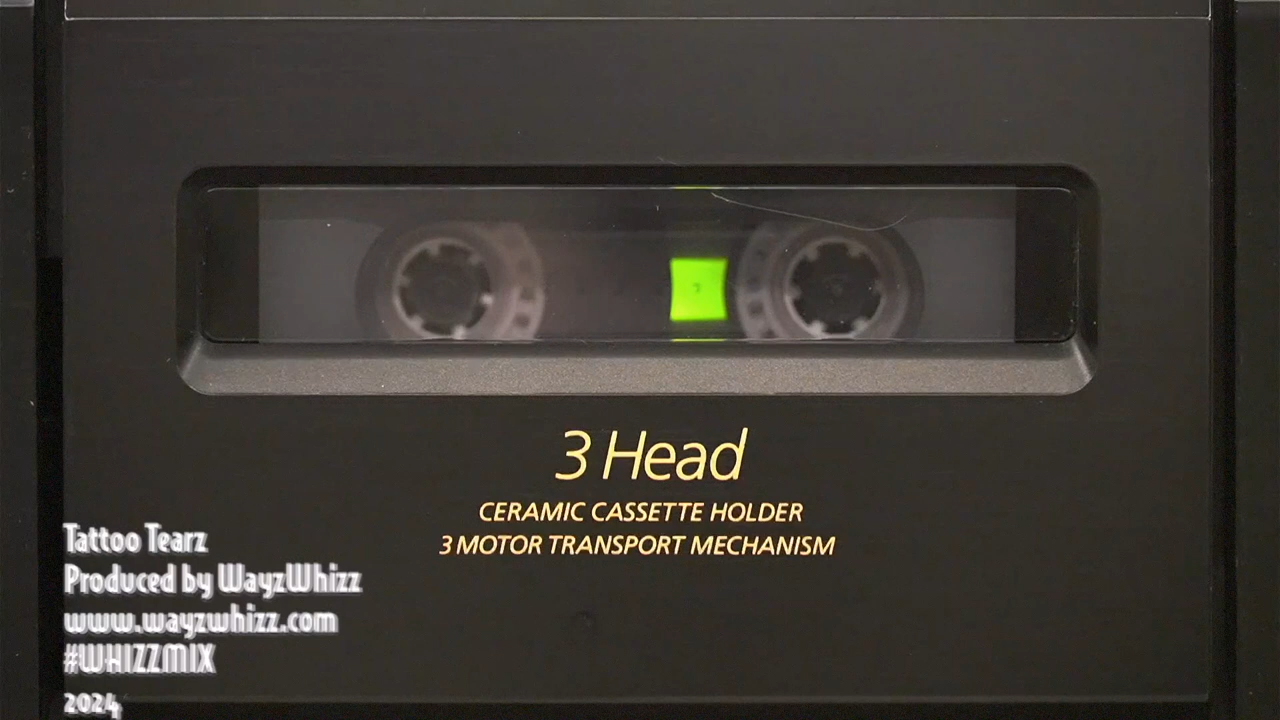 3 Head
CERAMIC CASSETTE HOLDER
3 MOTOR TRANSPORT MECHANISM
Tattoo Tearz
Produced by WayzWhizz
www.wayzwhizz.com
#WHIZZMIX
2024